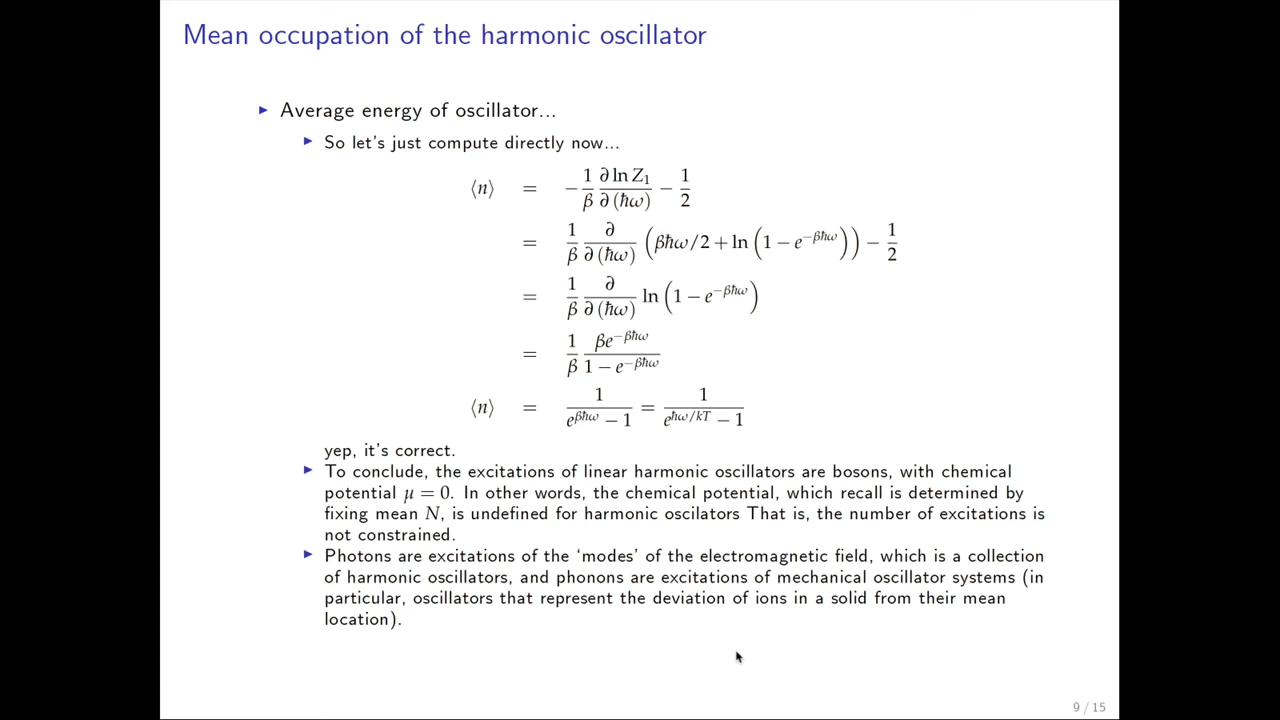 Mean occupation of the harmonic oscillator
▶ Average energy of oscillator...
▶ So let's just compute directly now...
⟨n⟩ = −1/β ∂ ln Z₁/∂(ħω) − 1/2
= 1/β ∂/∂(ħω) (βħω/2 + ln (1 − e^{−βħω})) − 1/2
= 1/β ∂/∂(ħω) ln (1 − e^{−βħω})
= 1/β βe^{−βħω}/(1 − e^{−βħω})
⟨n⟩ = 1/(e^{βħω} − 1) = 1/(e^{ħω/kT} − 1)
yep, it's correct.
▶ To conclude, the excitations of linear harmonic oscillators are bosons, with chemical
potential μ = 0. In other words, the chemical potential, which recall is determined by
fixing mean N, is undefined for harmonic oscilators That is, the number of excitations is
not constrained.
▶ Photons are excitations of the ‘modes’ of the electromagnetic field, which is a collection
of harmonic oscillators, and phonons are excitations of mechanical oscillator systems (in
particular, oscillators that represent the deviation of ions in a solid from their mean
location).
9 / 15